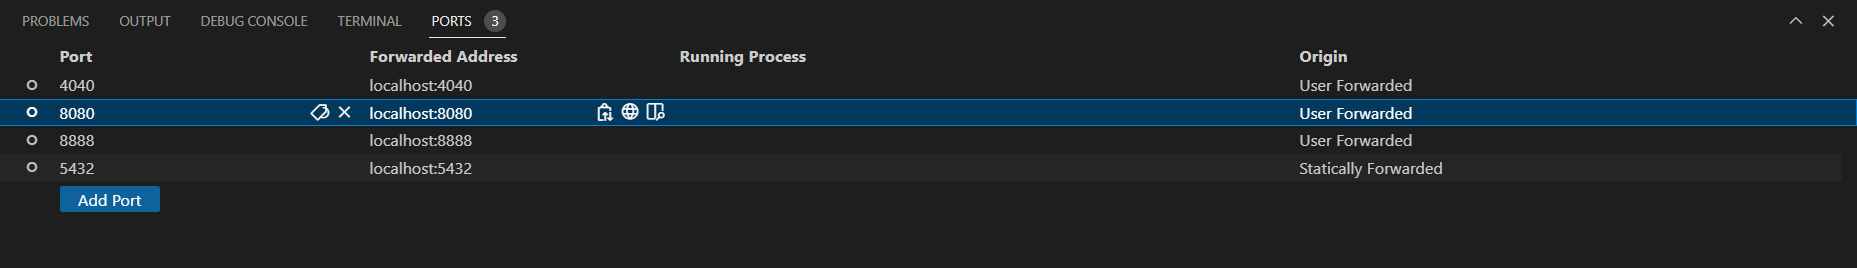 PROBLEMS OUTPUT DEBUG CONSOLE TERMINAL PORTS 3
Port Forwarded Address Running Process Origin
4040 localhost:4040 User Forwarded
8080 localhost:8080 User Forwarded
8888 localhost:8888 User Forwarded
5432 localhost:5432 Statically Forwarded
Add Port